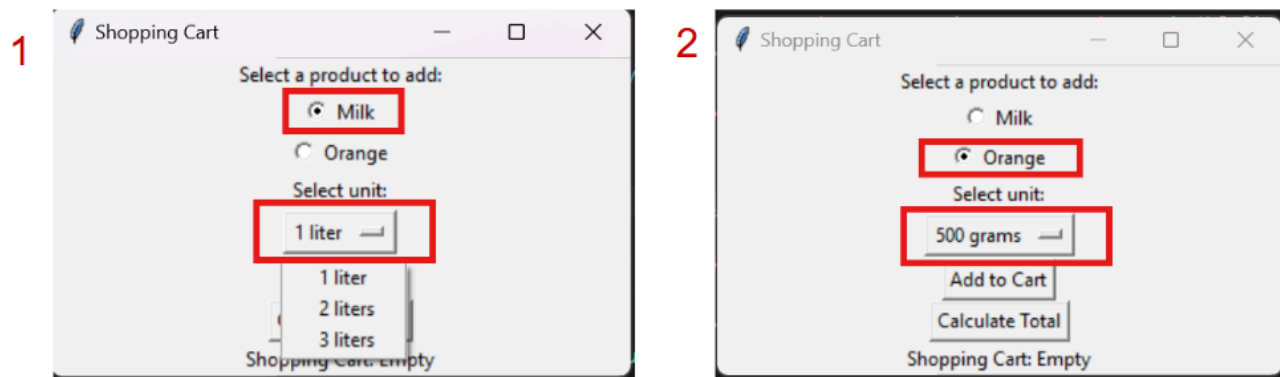 1
Shopping Cart
Select a product to add:
Milk
Orange
Select unit:
1 liter
1 liter
2 liters
3 liters
Shopping Cart: Empty
2
Shopping Cart
Select a product to add:
Milk
Orange
Select unit:
500 grams
Add to Cart
Calculate Total
Shopping Cart: Empty